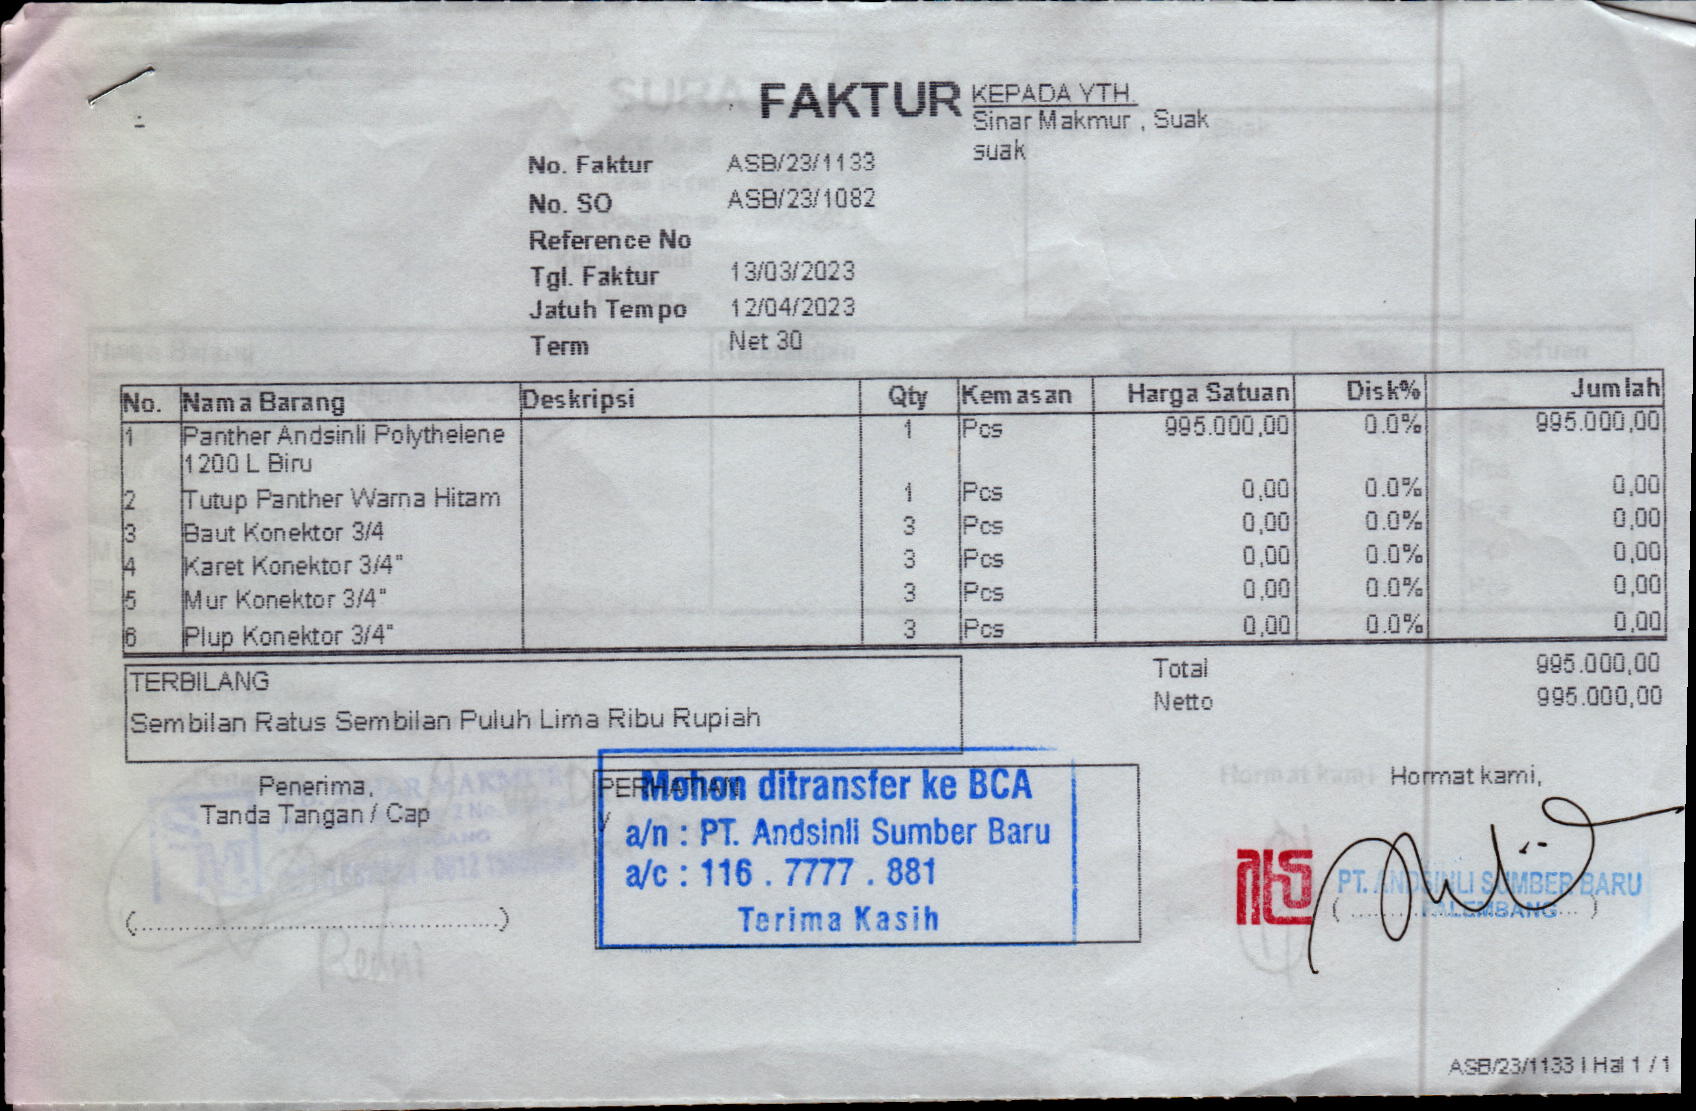 FAKTUR
KEPADA YTH.
Sinar Makmur , Suak
suak
No. Faktur ASB/23/1133
No. SO ASB/23/1082
Reference No
Tgl. Faktur 13/03/2023
Jatuh Tempo 12/04/2023
Term Net 30
No. Nama Barang Deskripsi Qty Kemasan Harga Satuan Disk% Jumlah
1 Panther Andsinli Polythelene 1 Pcs 995.000,00 0.0% 995.000,00
1200 L Biru
2 Tutup Panther Warna Hitam 1 Pcs 0,00 0.0% 0,00
3 Baut Konektor 3/4 3 Pcs 0,00 0.0% 0,00
4 Karet Konektor 3/4" 3 Pcs 0,00 0.0% 0,00
5 Mur Konektor 3/4" 3 Pcs 0,00 0.0% 0,00
6 Plup Konektor 3/4" 3 Pcs 0,00 0.0% 0,00
TERBILANG
Sembilan Ratus Sembilan Puluh Lima Ribu Rupiah
Total 995.000,00
Netto 995.000,00
Penerima,
Tanda Tangan / Cap
(..........................................................)
PERHATIAN
Mohon ditransfer ke BCA
a/n : PT. Andsinli Sumber Baru
a/c : 116 . 7777 . 881
Terima Kasih
Hormat kami,
PT. ANDSINLI SUMBER BARU
PALEMBANG
ASB/23/1133 | Hal 1 / 1